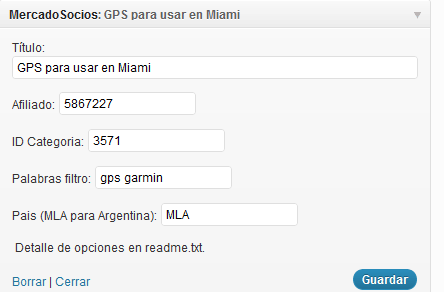 MercadoSocios: GPS para usar en Miami
Título:
GPS para usar en Miami
Afiliado: 5867227
ID Categoria: 3571
Palabras filtro: gps garmin
Pais (MLA para Argentina): MLA
Detalle de opciones en readme.txt.
Borrar | Cerrar Guardar